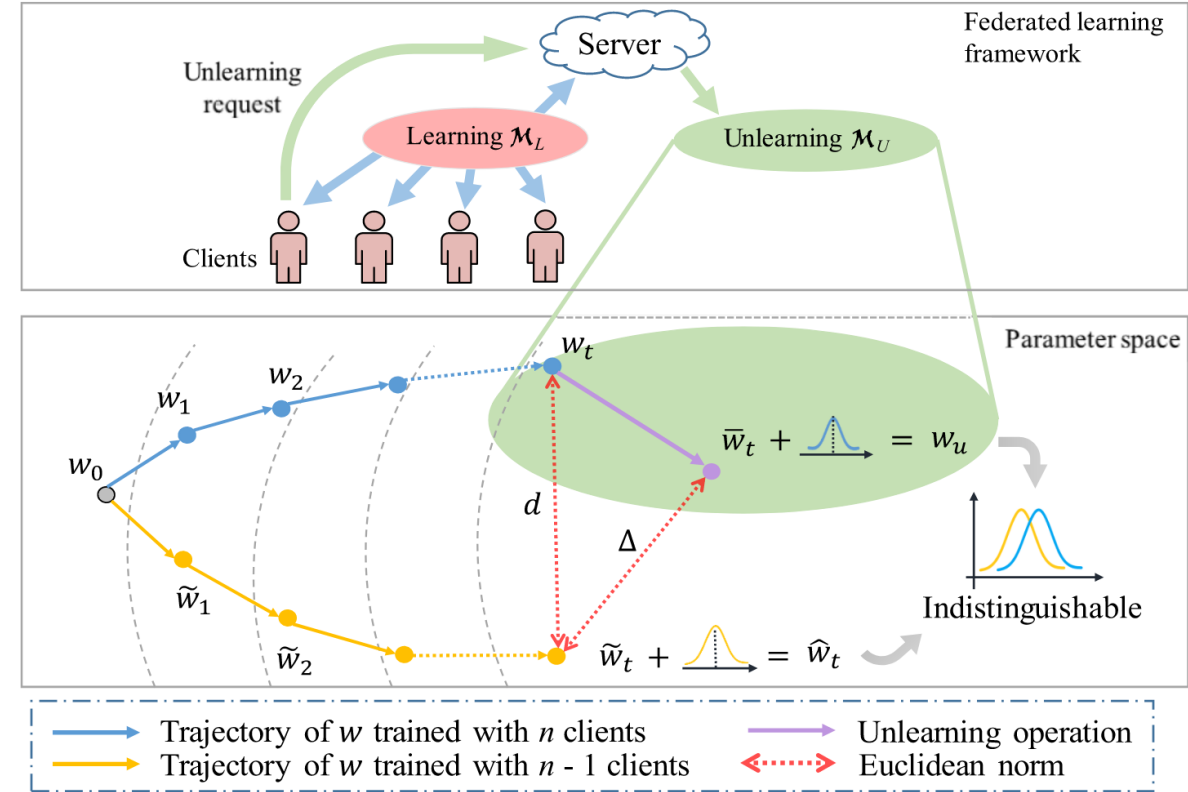 Federated learning
framework
Server
Unlearning
request
Learning 𝓜_L
Unlearning 𝓜_U
Clients
Parameter space
w_t
w_2
w_1
w_0
w̅_t + = w_u
d
Δ
w̃_1
w̃_2
w̃_t + = ŵ_t
Indistinguishable
Trajectory of w trained with n clients
Unlearning operation
Trajectory of w trained with n - 1 clients
Euclidean norm